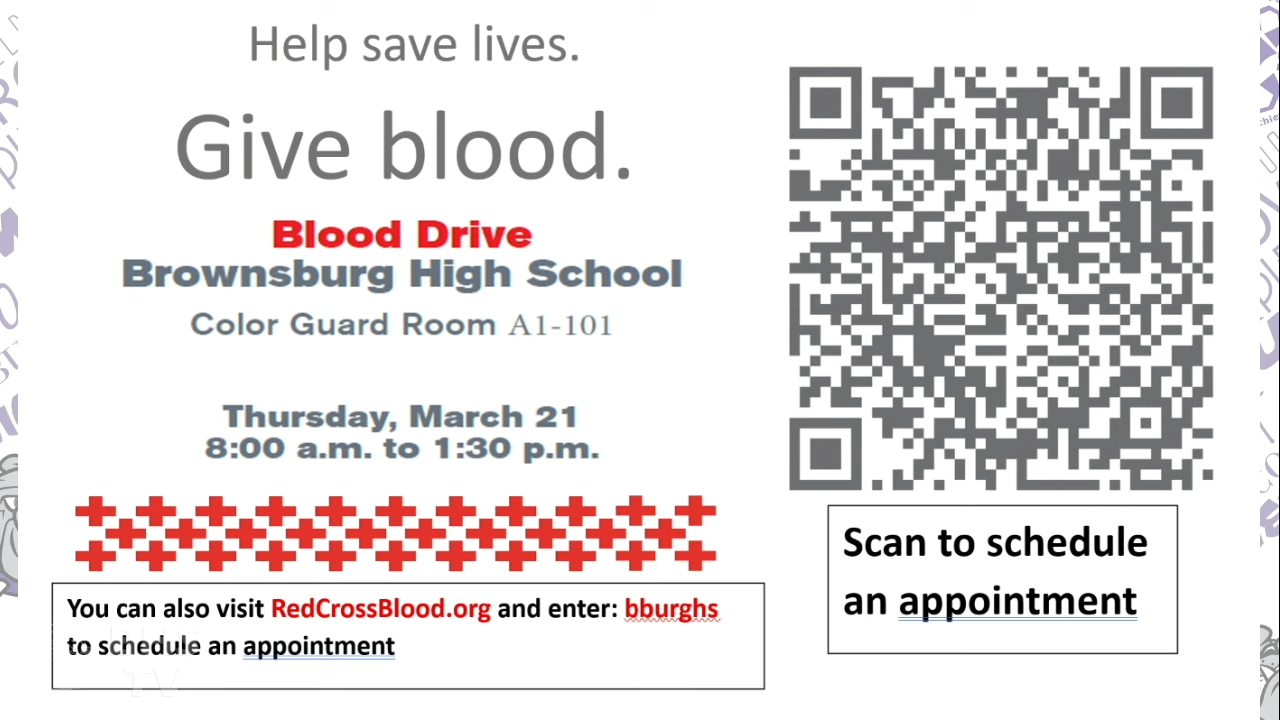 Help save lives.
Give blood.
Blood Drive
Brownsburg High School
Color Guard Room A1-101
Thursday, March 21
8:00 a.m. to 1:30 p.m.
You can also visit RedCrossBlood.org and enter: bburghs
to schedule an appointment
Scan to schedule
an appointment
TV